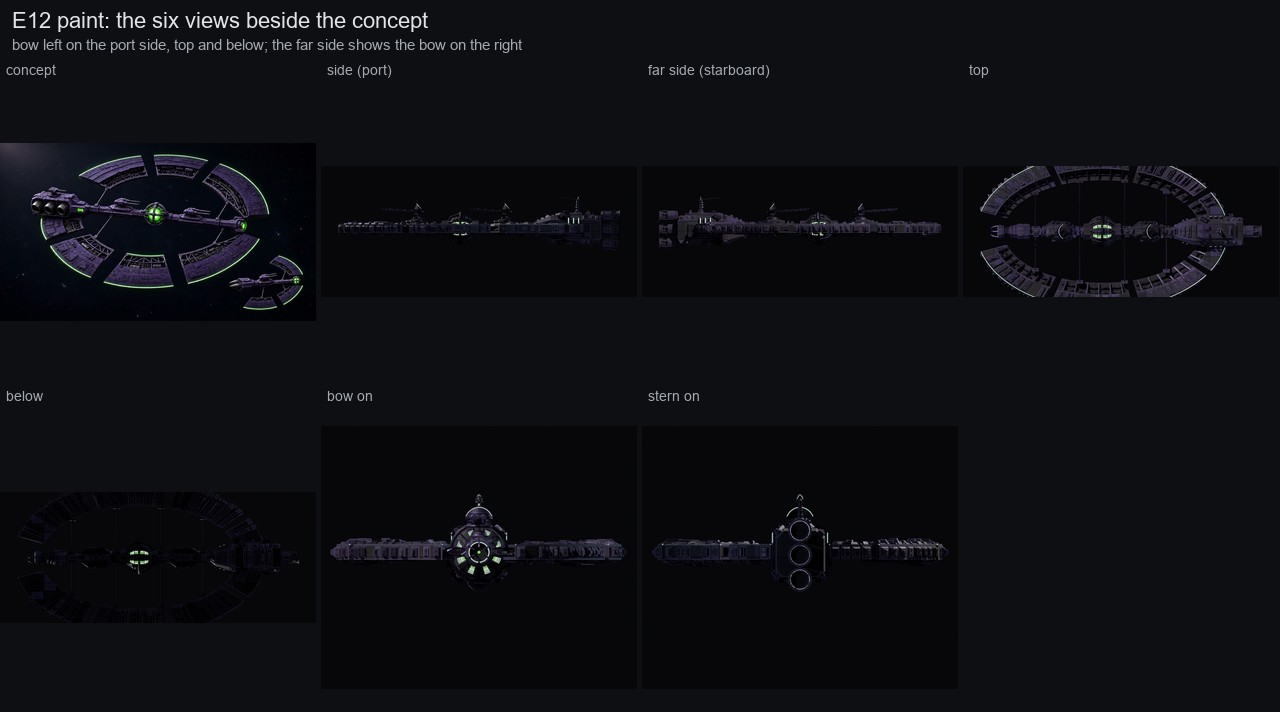 E12 paint: the six views beside the concept
bow left on the port side, top and below; the far side shows the bow on the right
concept
side (port)
far side (starboard)
top
below
bow on
stern on